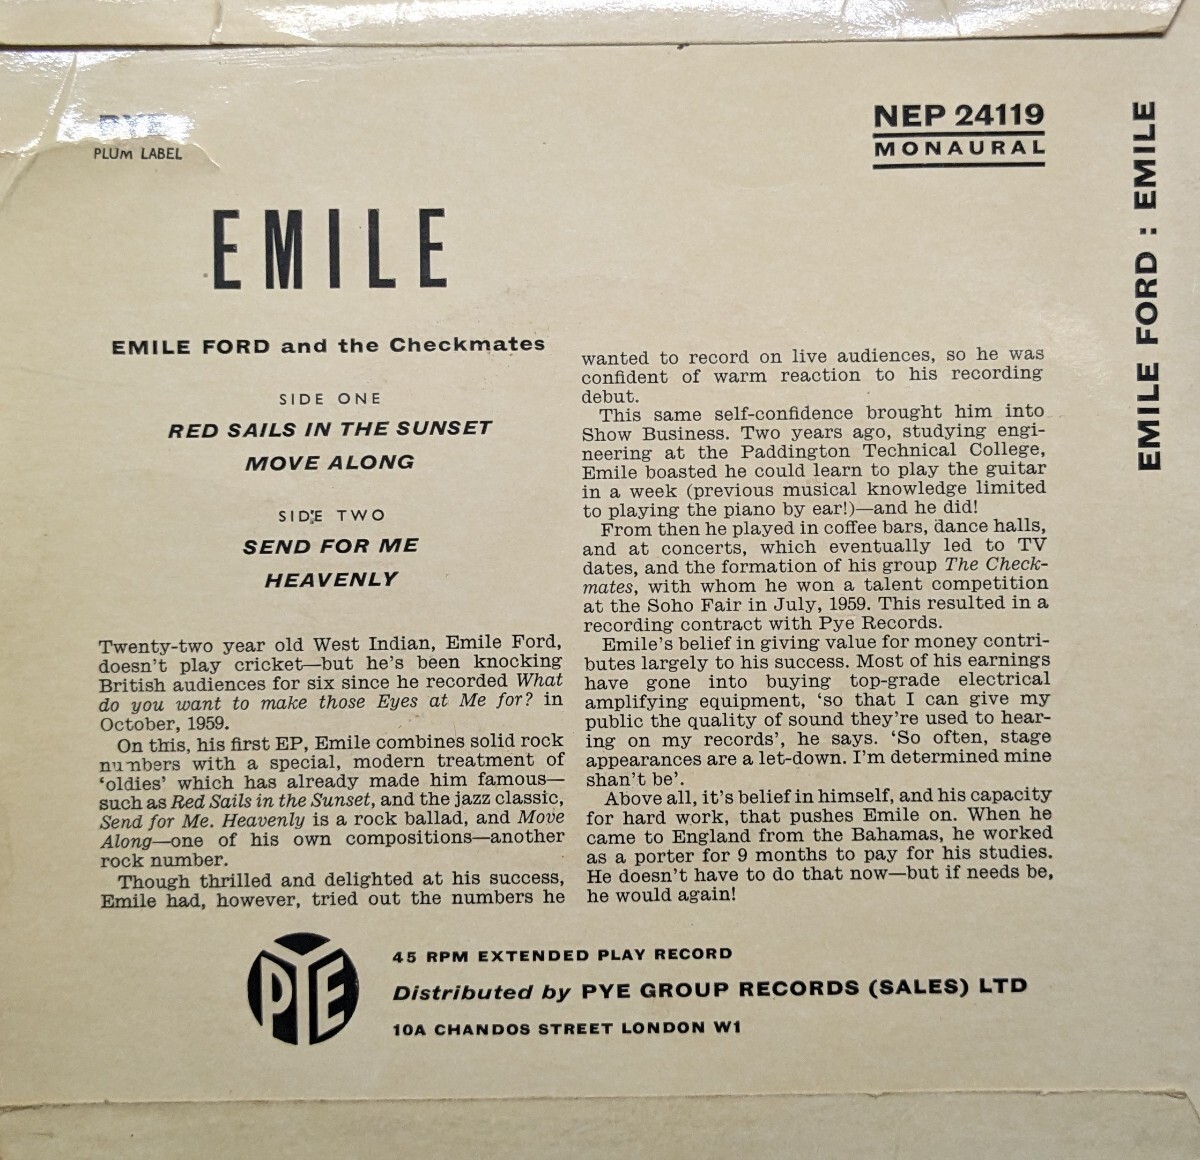 PYE
PLUM LABEL
NEP 24119
MONAURAL
EMILE FORD : EMILE
EMILE
EMILE FORD and the Checkmates
SIDE ONE
RED SAILS IN THE SUNSET
MOVE ALONG
SIDE TWO
SEND FOR ME
HEAVENLY
Twenty-two year old West Indian, Emile Ford,
doesn't play cricket—but he's been knocking
British audiences for six since he recorded What
do you want to make those Eyes at Me for? in
October, 1959.
On this, his first EP, Emile combines solid rock
numbers with a special, modern treatment of
'oldies' which has already made him famous—
such as Red Sails in the Sunset, and the jazz classic,
Send for Me. Heavenly is a rock ballad, and Move
Along—one of his own compositions—another
rock number.
Though thrilled and delighted at his success,
Emile had, however, tried out the numbers he
wanted to record on live audiences, so he was
confident of warm reaction to his recording
debut.
This same self-confidence brought him into
Show Business. Two years ago, studying engi-
neering at the Paddington Technical College,
Emile boasted he could learn to play the guitar
in a week (previous musical knowledge limited
to playing the piano by ear!)—and he did!
From then he played in coffee bars, dance halls,
and at concerts, which eventually led to TV
dates, and the formation of his group The Check-
mates, with whom he won a talent competition
at the Soho Fair in July, 1959. This resulted in a
recording contract with Pye Records.
Emile's belief in giving value for money contri-
butes largely to his success. Most of his earnings
have gone into buying top-grade electrical
amplifying equipment, 'so that I can give my
public the quality of sound they're used to hear-
ing on my records', he says. 'So often, stage
appearances are a let-down. I'm determined mine
shan't be'.
Above all, it's belief in himself, and his capacity
for hard work, that pushes Emile on. When he
came to England from the Bahamas, he worked
as a porter for 9 months to pay for his studies.
He doesn't have to do that now—but if needs be,
he would again!
PYE
45 RPM EXTENDED PLAY RECORD
Distributed by PYE GROUP RECORDS (SALES) LTD
10A CHANDOS STREET LONDON W1